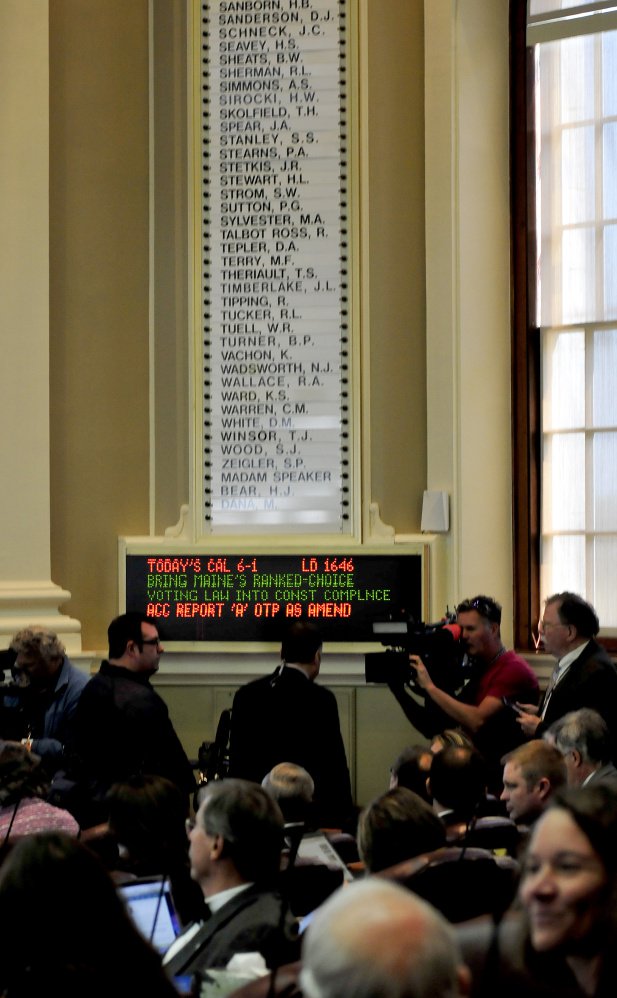 SANBORN, H.B.
SANDERSON, D.J.
SCHNECK, J.C.
SEAVEY, H.S.
SHEATS, B.W.
SHERMAN, R.L.
SIMMONS, A.S.
SIROCKI, H.W.
SKOLFIELD, T.H.
SPEAR, J.A.
STANLEY, S.S.
STEARNS, P.A.
STETKIS, J.R.
STEWART, H.L.
STROM, S.W.
SUTTON, P.G.
SYLVESTER, M.A.
TALBOT ROSS, R.
TEPLER, D.A.
TERRY, M.F.
THERIAULT, T.S.
TIMBERLAKE, J.L.
TIPPING, R.
TUCKER, R.L.
TUELL, W.R.
TURNER, B.P.
VACHON, K.
WADSWORTH, N.J.
WALLACE, R.A.
WARD, K.S.
WARREN, C.M.
WHITE, D.M.
WINSOR, T.J.
WOOD, S.J.
ZEIGLER, S.P.
MADAM SPEAKER
BEAR, H.J
DANA, M.
TODAY'S CAL 6-1 LD 1646
BRING MAINE'S RANKED-CHOICE
VOTING LAW INTO CONST COMPLNCE
ACC REPORT 'A' OTP AS AMEND